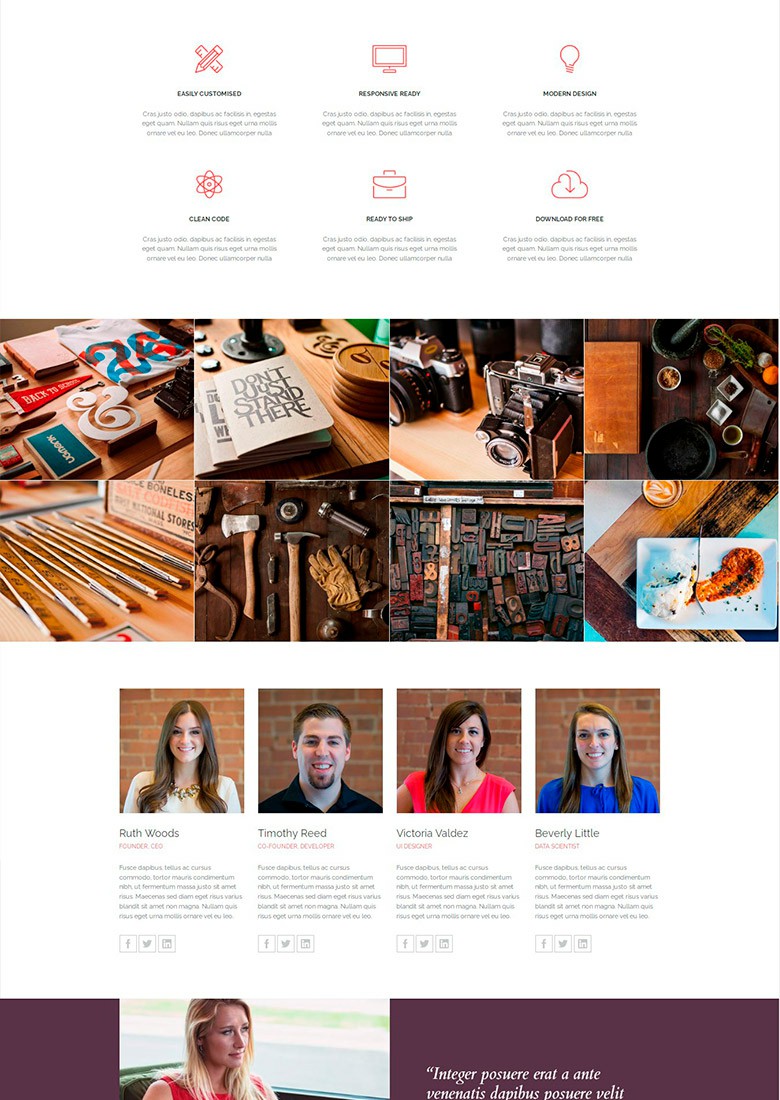 EASILY CUSTOMISED
RESPONSIVE READY
MODERN DESIGN
Cras justo odio, dapibus ac facilisis in, egestas
eget quam. Nullam quis risus eget urna mollis
ornare vel eu leo. Donec ullamcorper nulla
Cras justo odio, dapibus ac facilisis in, egestas
eget quam. Nullam quis risus eget urna mollis
ornare vel eu leo. Donec ullamcorper nulla
Cras justo odio, dapibus ac facilisis in, egestas
eget quam. Nullam quis risus eget urna mollis
ornare vel eu leo. Donec ullamcorper nulla
CLEAN CODE
READY TO SHIP
DOWNLOAD FOR FREE
Cras justo odio, dapibus ac facilisis in, egestas
eget quam. Nullam quis risus eget urna mollis
ornare vel eu leo. Donec ullamcorper nulla
Cras justo odio, dapibus ac facilisis in, egestas
eget quam. Nullam quis risus eget urna mollis
ornare vel eu leo. Donec ullamcorper nulla
Cras justo odio, dapibus ac facilisis in, egestas
eget quam. Nullam quis risus eget urna mollis
ornare vel eu leo. Donec ullamcorper nulla
BACK TO SCHOOL
&
UGMONK
DON'T
JUST
STAND
THERE
BONELESS
NATIONAL STORES
Ruth Woods
FOUNDER, CEO
Fusce dapibus, tellus ac cursus
commodo, tortor mauris condimentum
nibh, ut fermentum massa justo sit amet
risus. Maecenas sed diam eget risus varius
blandit sit amet non magna. Nullam quis
risus eget urna mollis ornare vel eu leo.
Timothy Reed
CO-FOUNDER, DEVELOPER
Fusce dapibus, tellus ac cursus
commodo, tortor mauris condimentum
nibh, ut fermentum massa justo sit amet
risus. Maecenas sed diam eget risus varius
blandit sit amet non magna. Nullam quis
risus eget urna mollis ornare vel eu leo.
Victoria Valdez
UI DESIGNER
Fusce dapibus, tellus ac cursus
commodo, tortor mauris condimentum
nibh, ut fermentum massa justo sit amet
risus. Maecenas sed diam eget risus varius
blandit sit amet non magna. Nullam quis
risus eget urna mollis ornare vel eu leo.
Beverly Little
DATA SCIENTIST
Fusce dapibus, tellus ac cursus
commodo, tortor mauris condimentum
nibh, ut fermentum massa justo sit amet
risus. Maecenas sed diam eget risus varius
blandit sit amet non magna. Nullam quis
risus eget urna mollis ornare vel eu leo.
“Integer posuere erat a ante
venenatis dapibus posuere velit